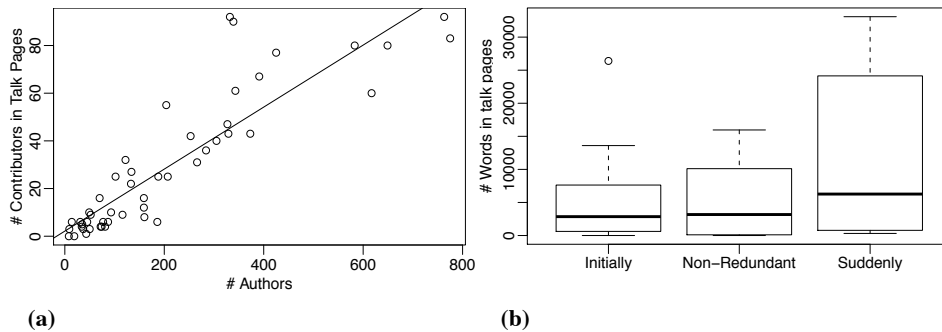 # Contributors in Talk Pages
80
60
40
20
0
0
200
400
600
800
# Authors
(a)
# Words in talk pages
30000
20000
10000
0
Initially
Non−Redundant
Suddenly
(b)